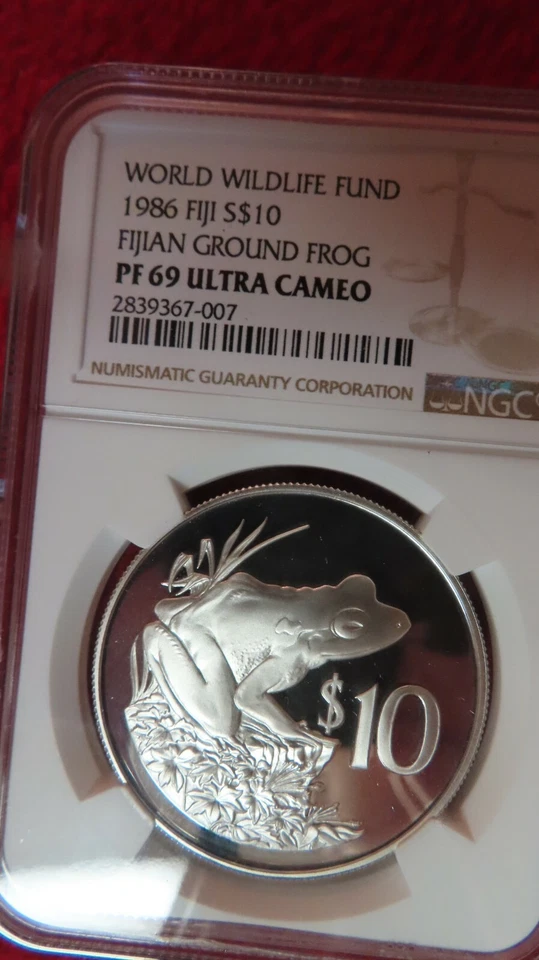 WORLD WILDLIFE FUND
1986 FIJI S$10
FIJIAN GROUND FROG
PF 69 ULTRA CAMEO
2839367-007
NUMISMATIC GUARANTY CORPORATION
NGC
$10